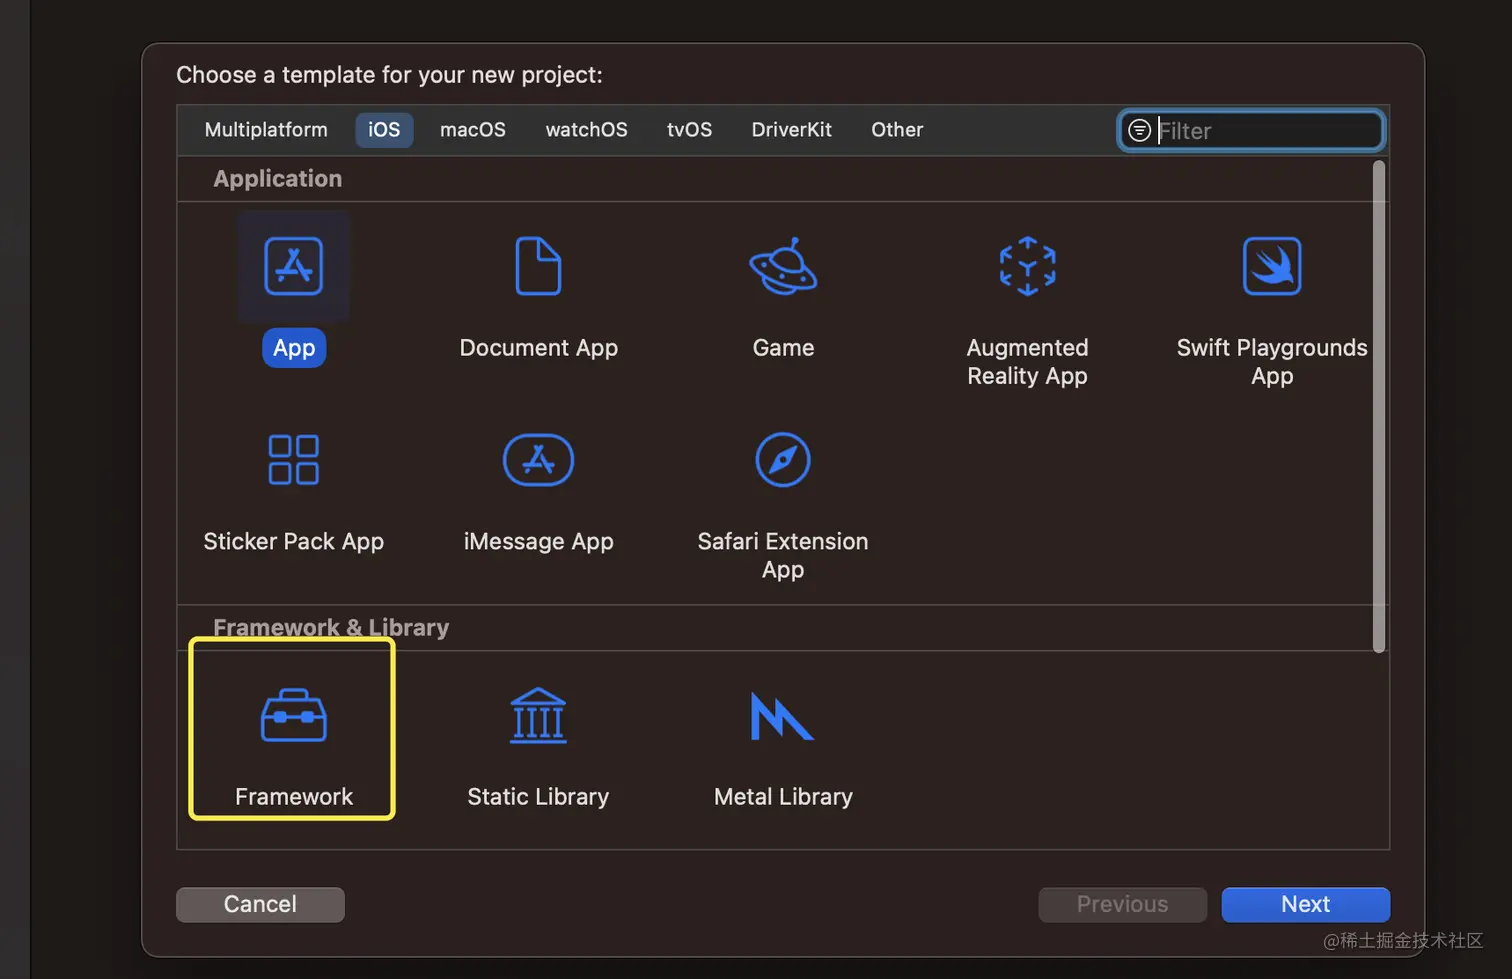 Choose a template for your new project:
Multiplatform iOS macOS watchOS tvOS DriverKit Other Filter
Application
App Document App Game Augmented Reality App Swift Playgrounds App
Sticker Pack App iMessage App Safari Extension App
Framework & Library
Framework Static Library Metal Library
Cancel Previous Next
@稀土掘金技术社区